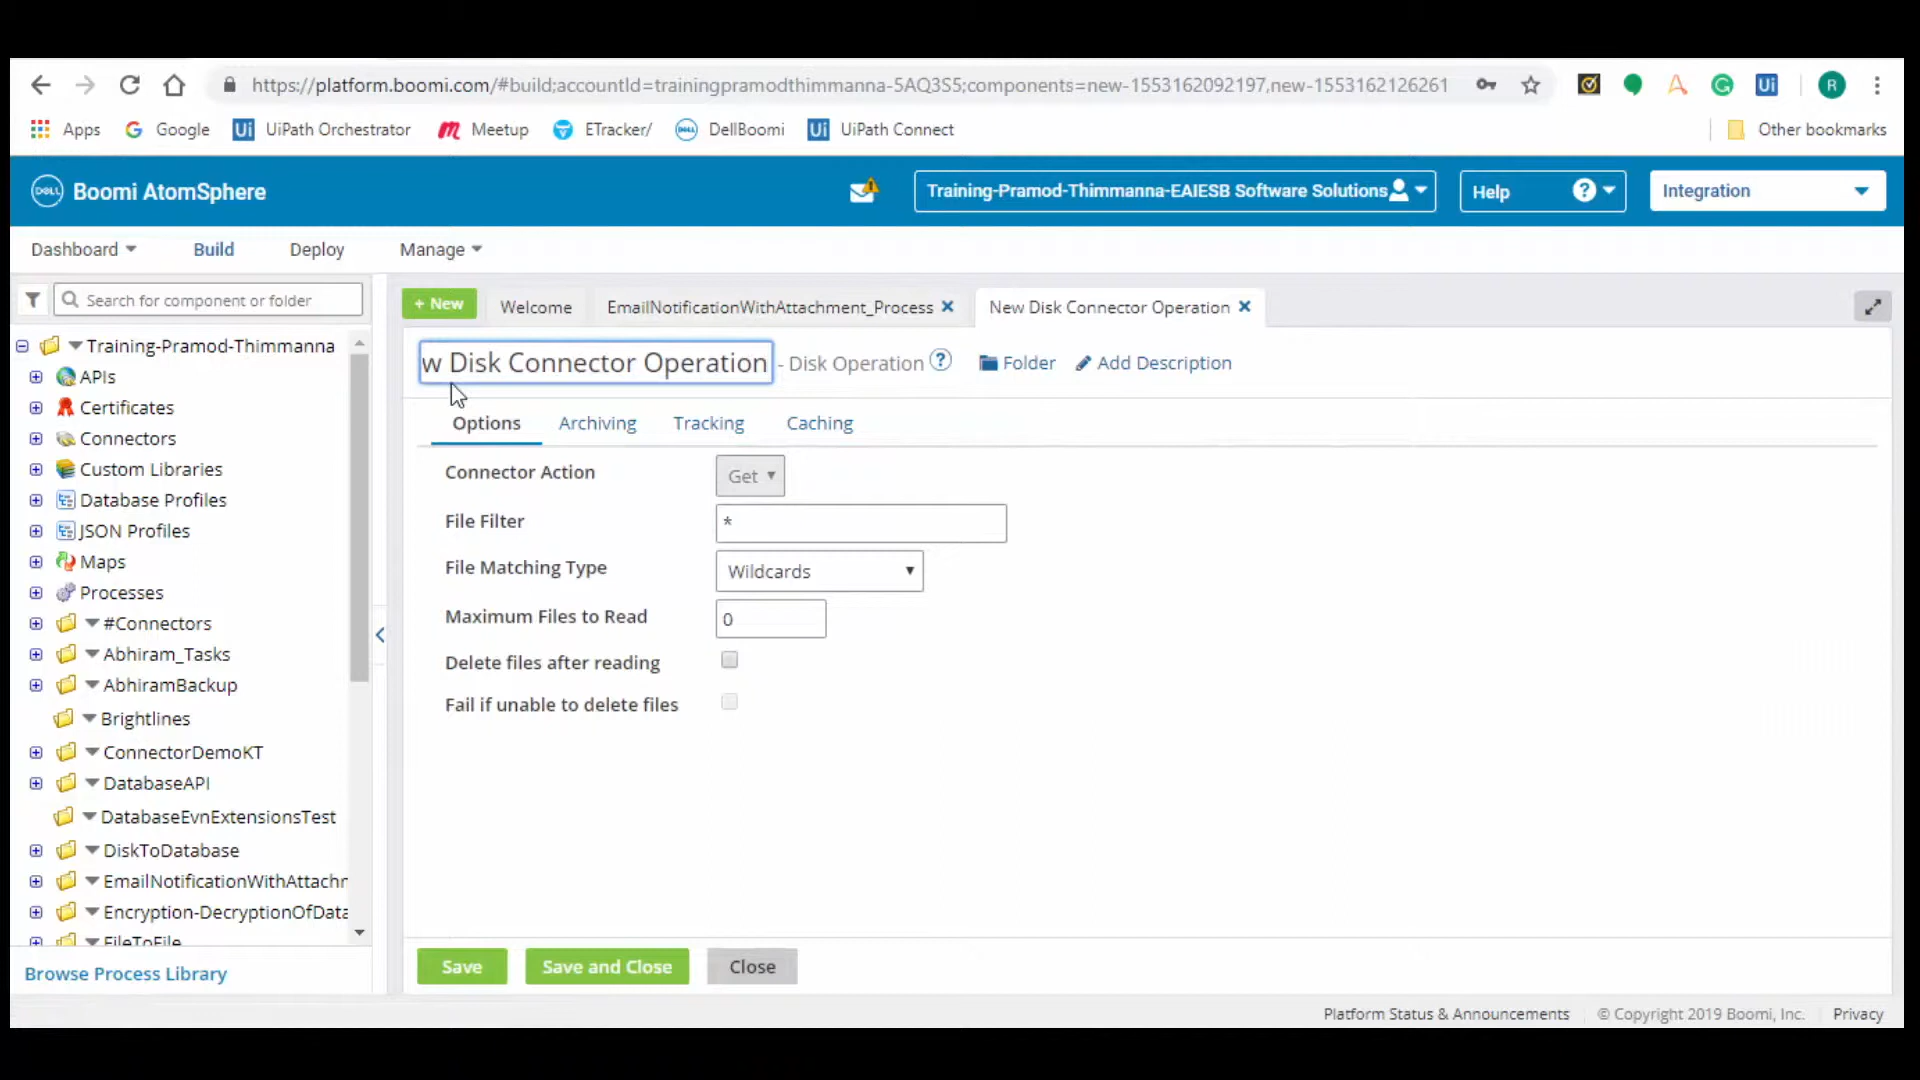 https://platform.boomi.com/#build;accountId=trainingpramodthimmanna-5AQ3S5;components=new-1553162092197,new-1553162126261
R
Apps Google Ui UiPath Orchestrator Meetup ETracker/ DellBoomi Ui UiPath Connect Other bookmarks
DELL Boomi AtomSphere Training-Pramod-Thimmanna-EAIESB Software Solutions Help ? Integration
Dashboard Build Deploy Manage
Search for component or folder
+ New Welcome EmailNotificationWithAttachment_Process New Disk Connector Operation
w Disk Connector Operation - Disk Operation ? Folder Add Description
Options Archiving Tracking Caching
Connector Action Get
File Filter *
File Matching Type Wildcards
Maximum Files to Read 0
Delete files after reading
Fail if unable to delete files
Training-Pramod-Thimmanna
APIs
Certificates
Connectors
Custom Libraries
Database Profiles
JSON Profiles
Maps
Processes
#Connectors
Abhiram_Tasks
AbhiramBackup
Brightlines
ConnectorDemoKT
DatabaseAPI
DatabaseEvnExtensionsTest
DiskToDatabase
EmailNotificationWithAttachr
Encryption-DecryptionOfData
FileToFile
Browse Process Library
Save Save and Close Close
Platform Status & Announcements © Copyright 2019 Boomi, Inc. Privacy